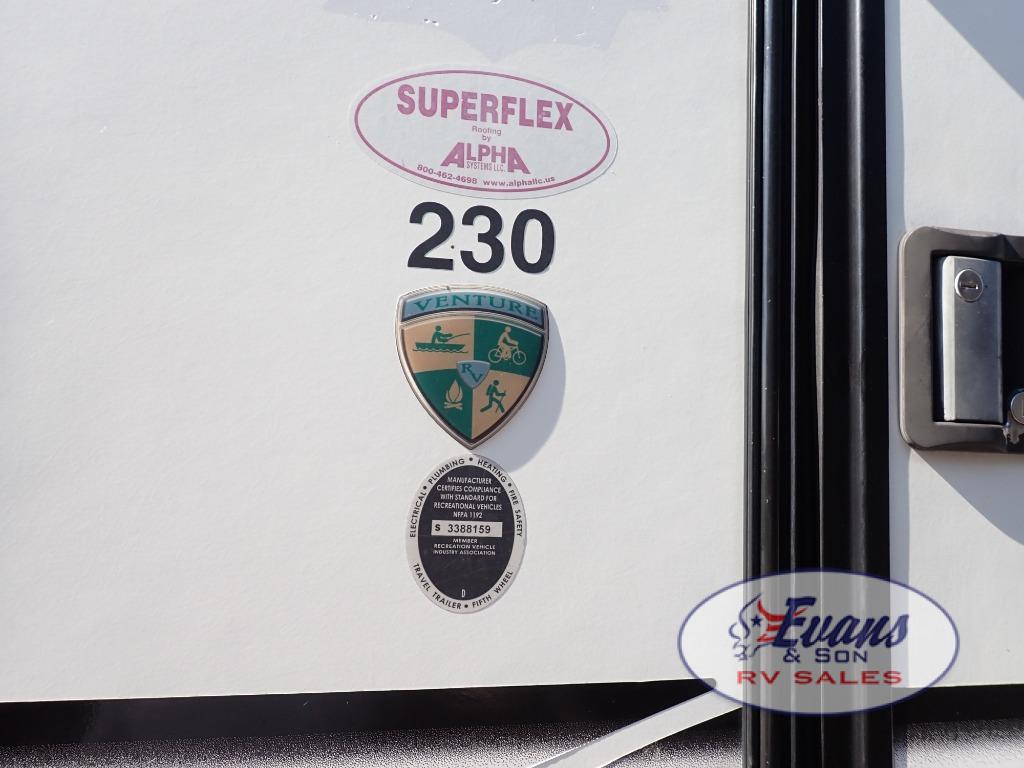 SUPERFLEX
Roofing
by
ALPHA
SYSTEMS LLC.
800-462-4698 www.alphallc.us
230
VENTURE
RV
ELECTRICAL • PLUMBING • HEATING • FIRE SAFETY
MANUFACTURER
CERTIFIES COMPLIANCE
WITH STANDARD FOR
RECREATIONAL VEHICLES
NFPA 1192
S 3388159
MEMBER
RECREATION VEHICLE
INDUSTRY ASSOCIATION
D
TRAVEL TRAILER • FIFTH WHEEL
Evans
& SON
RV SALES